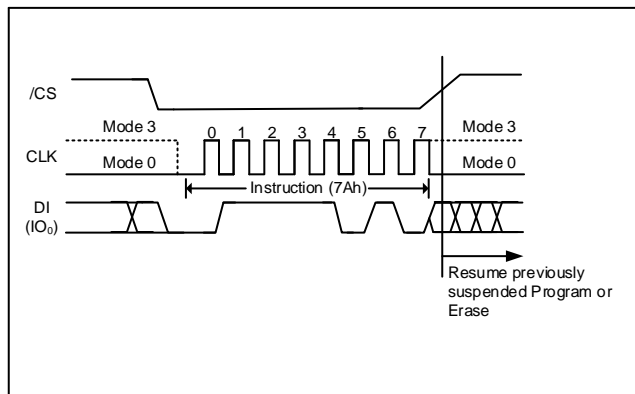 /CS
Mode 3 0 1 2 3 4 5 6 7 Mode 3
CLK
Mode 0 Mode 0
Instruction (7Ah)
DI
(IO₀)
Resume previously
suspended Program or
Erase